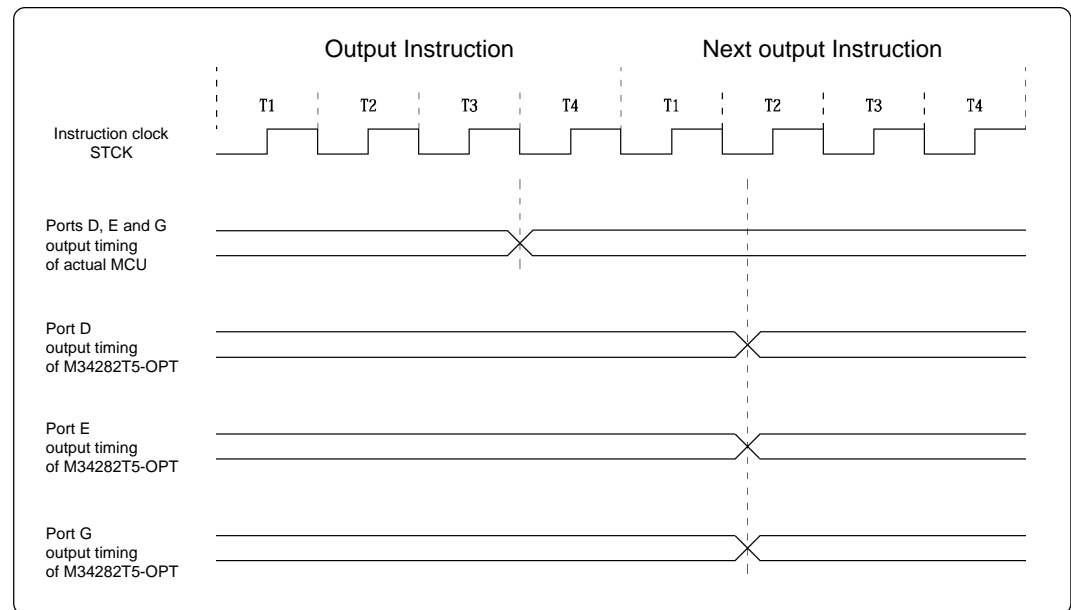 Output Instruction
Next output Instruction
T1 T2 T3 T4 T1 T2 T3 T4
Instruction clock
STCK
Ports D, E and G
output timing
of actual MCU
Port D
output timing
of M34282T5-OPT
Port E
output timing
of M34282T5-OPT
Port G
output timing
of M34282T5-OPT